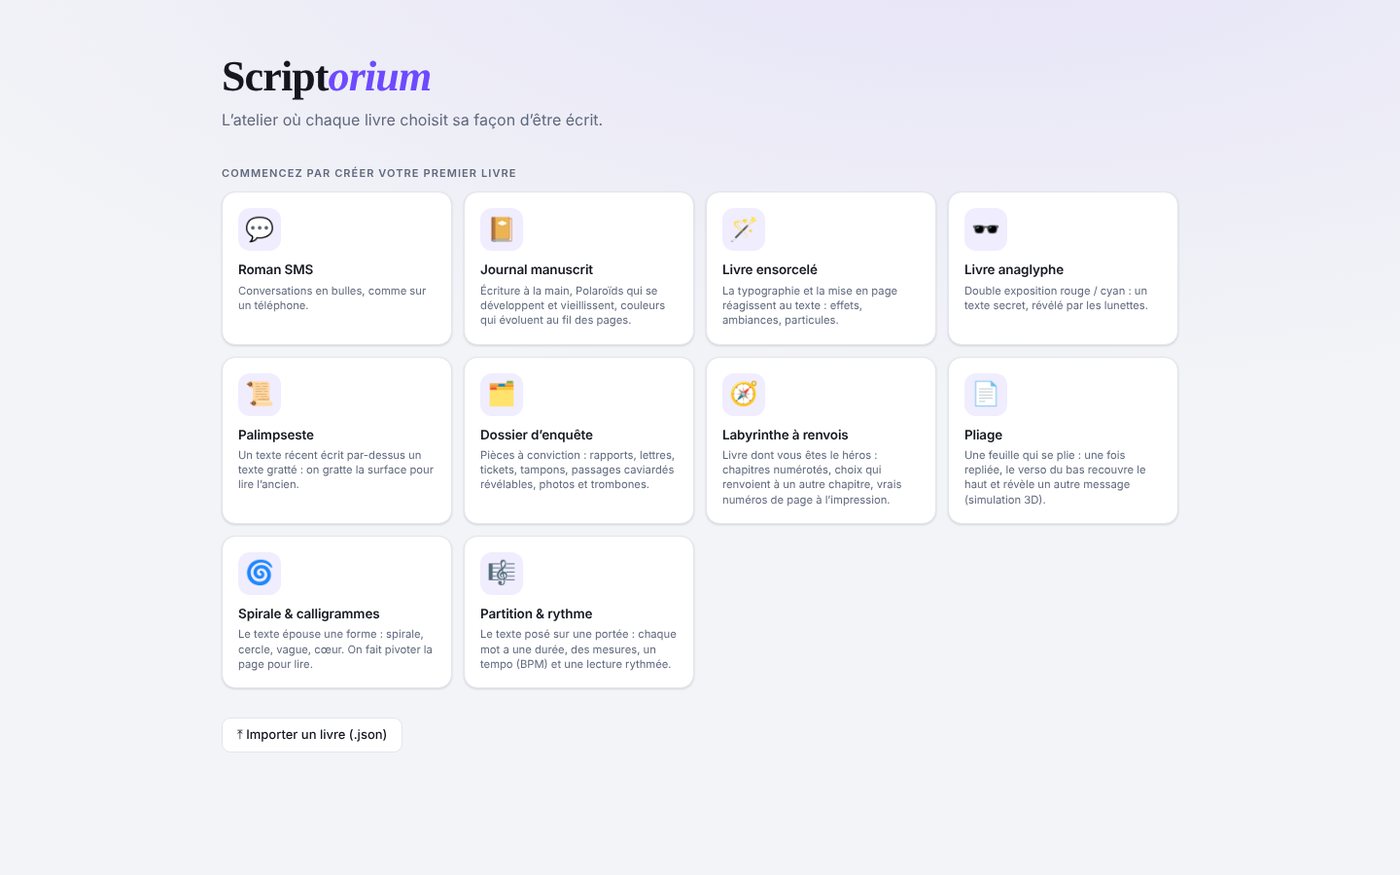 Scriptorium
L’atelier où chaque livre choisit sa façon d’être écrit.
COMMENCEZ PAR CRÉER VOTRE PREMIER LIVRE
Roman SMS
Conversations en bulles, comme sur
un téléphone.
Journal manuscrit
Écriture à la main, Polaroïds qui se
développent et vieillissent, couleurs
qui évoluent au fil des pages.
Livre ensorcelé
La typographie et la mise en page
réagissent au texte : effets,
ambiances, particules.
Livre anaglyphe
Double exposition rouge / cyan : un
texte secret, révélé par les lunettes.
Palimpseste
Un texte récent écrit par-dessus un
texte gratté : on gratte la surface pour
lire l’ancien.
Dossier d’enquête
Pièces à conviction : rapports, lettres,
tickets, tampons, passages caviardés
révélables, photos et trombones.
Labyrinthe à renvois
Livre dont vous êtes le héros :
chapitres numérotés, choix qui
renvoient à un autre chapitre, vrais
numéros de page à l’impression.
Pliage
Une feuille qui se plie : une fois
repliée, le verso du bas recouvre le
haut et révèle un autre message
(simulation 3D).
Spirale & calligrammes
Le texte épouse une forme : spirale,
cercle, vague, cœur. On fait pivoter la
page pour lire.
Partition & rythme
Le texte posé sur une portée : chaque
mot a une durée, des mesures, un
tempo (BPM) et une lecture rythmée.
⤒ Importer un livre (.json)